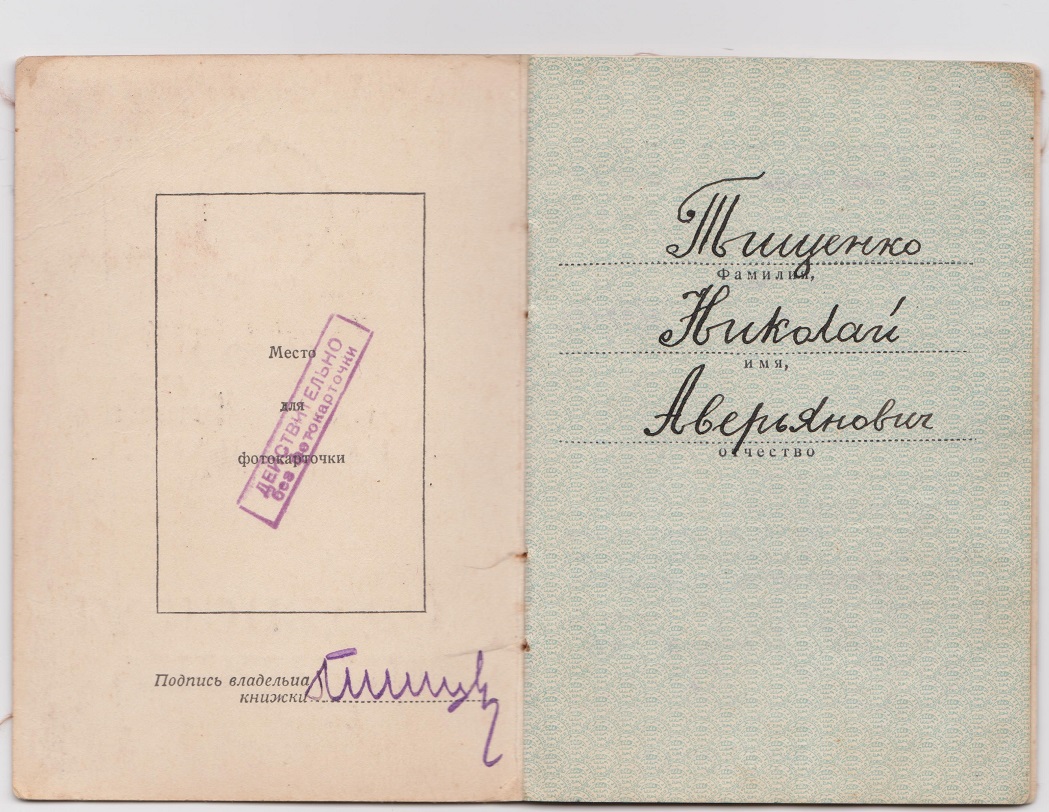 Место
для
фотокарточки
ДЕЙСТВИТЕЛЬНО
без фотокарточки
Подпись владельца
книжки
Тищенко
Фамилия,
Николай
имя,
Аверьянович
отчество